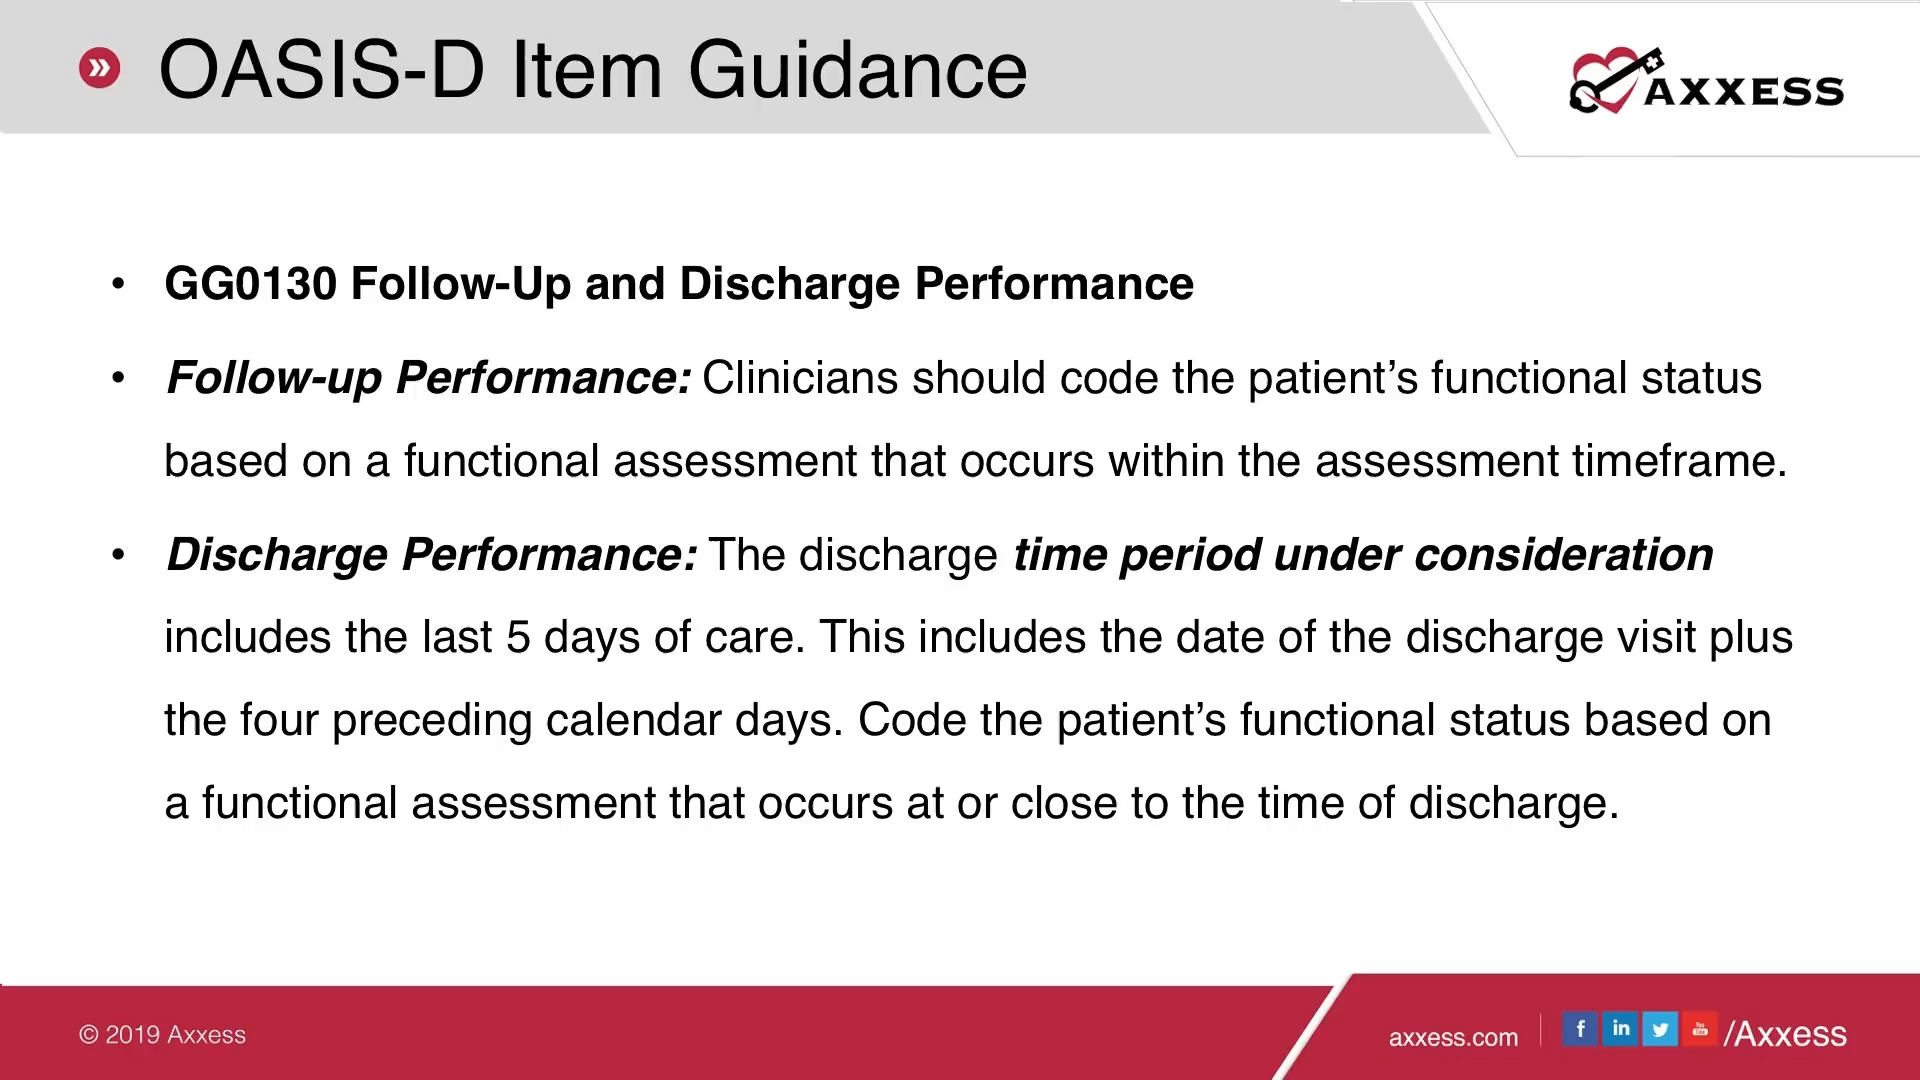 OASIS-D Item Guidance
AXXESS
• GG0130 Follow-Up and Discharge Performance
• Follow-up Performance: Clinicians should code the patient’s functional status
based on a functional assessment that occurs within the assessment timeframe.
• Discharge Performance: The discharge time period under consideration
includes the last 5 days of care. This includes the date of the discharge visit plus
the four preceding calendar days. Code the patient’s functional status based on
a functional assessment that occurs at or close to the time of discharge.
© 2019 Axxess
axxess.com
f in You Tube /Axxess